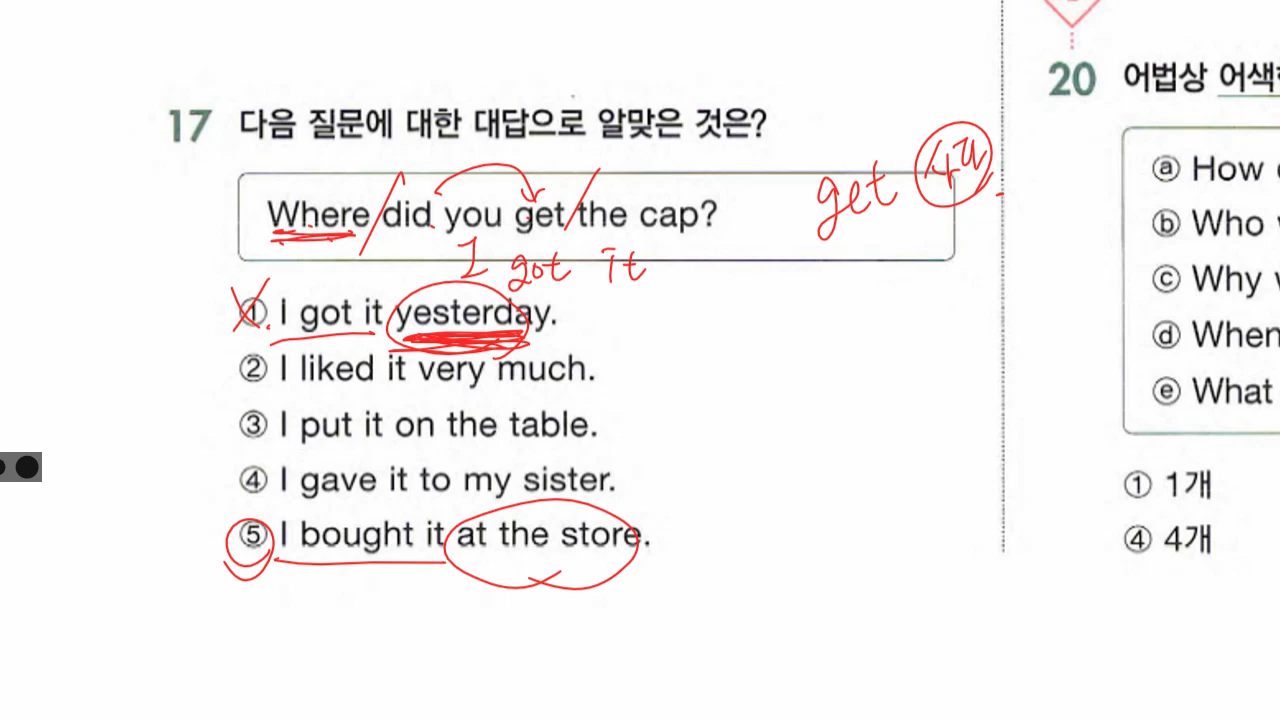 17 다음 질문에 대한 대답으로 알맞은 것은?
Where did you get the cap?
get
I got it
① I got it yesterday.
② I liked it very much.
③ I put it on the table.
④ I gave it to my sister.
⑤ I bought it at the store.
20 어법상 어색
ⓐ How
ⓑ Who
ⓒ Why
ⓓ When
ⓔ What
① 1개
④ 4개